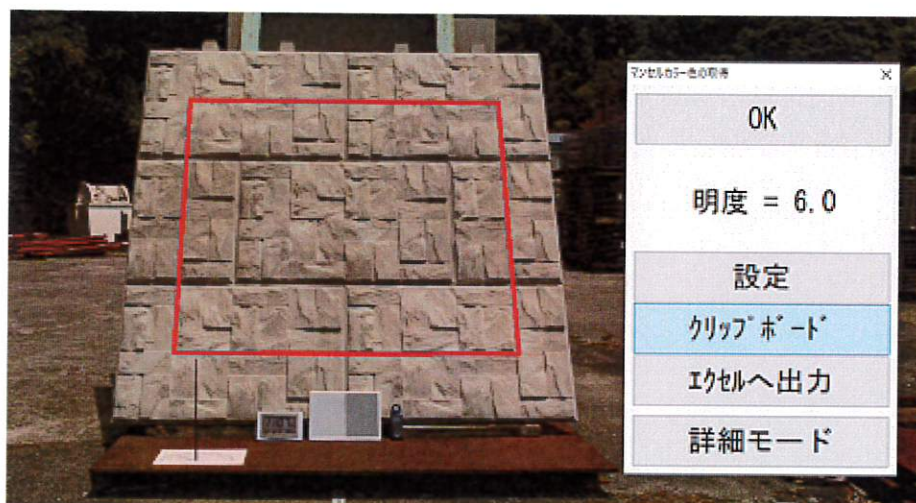 マンセルカラー色の取得
OK
明度 = 6.0
設定
ｸﾘｯﾌﾟﾎﾞｰﾄﾞ
ｴｸｾﾙへ出力
詳細モード